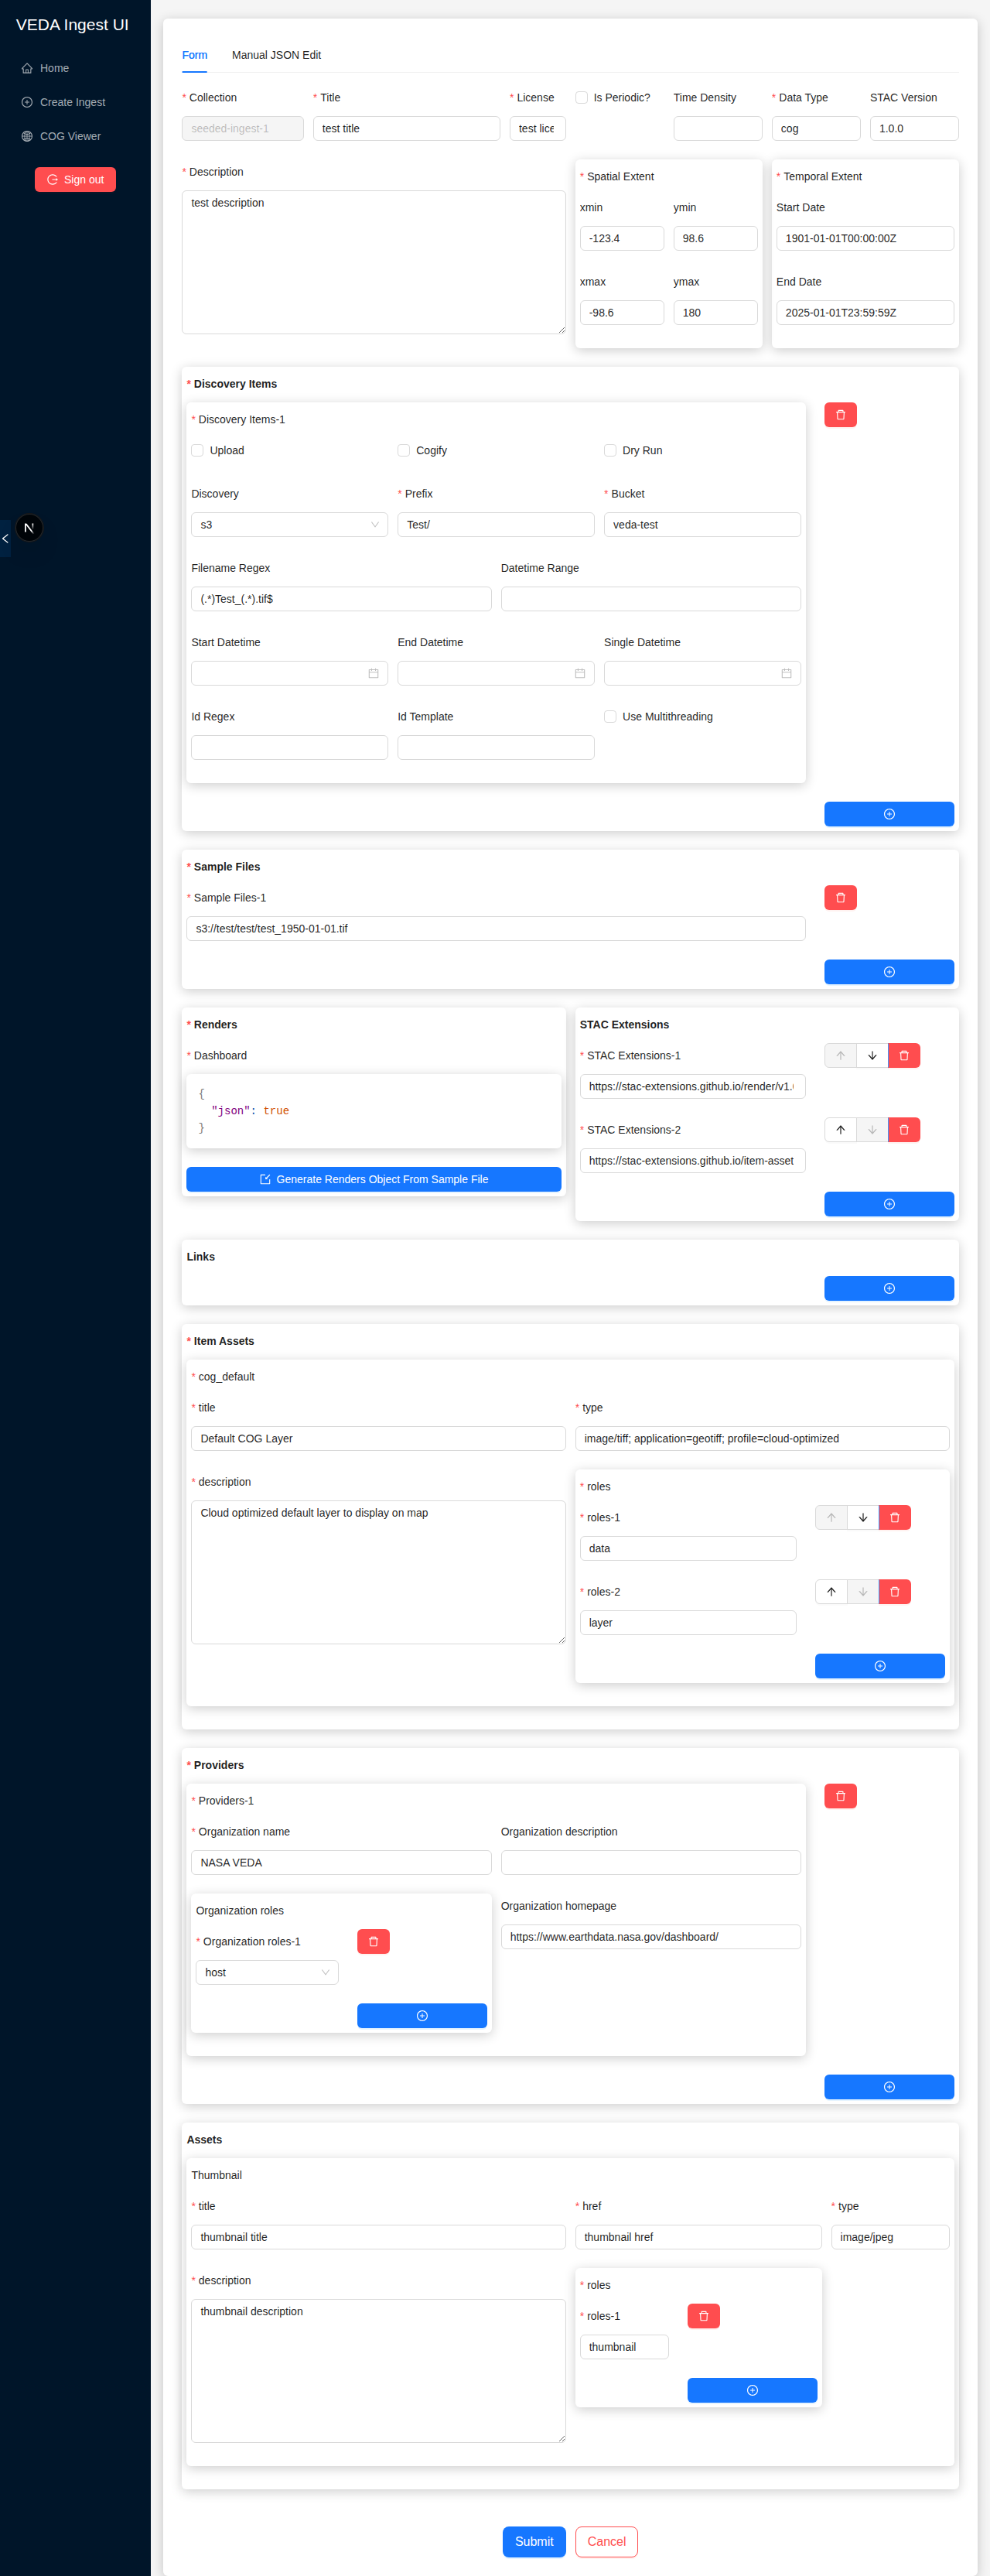 VEDA Ingest UI
Home
Create Ingest
COG Viewer
Sign out
Form Manual JSON Edit
* Collection * Title * License Is Periodic? Time Density * Data Type STAC Version
seeded-ingest-1 test title test lice cog 1.0.0
* Description
test description
* Spatial Extent
xmin ymin
-123.4 98.6
xmax ymax
-98.6 180
* Temporal Extent
Start Date
1901-01-01T00:00:00Z
End Date
2025-01-01T23:59:59Z
* Discovery Items
* Discovery Items-1
Upload Cogify Dry Run
Discovery * Prefix * Bucket
s3 Test/ veda-test
Filename Regex Datetime Range
(.*)Test_(.*).tif$
Start Datetime End Datetime Single Datetime
Id Regex Id Template Use Multithreading
* Sample Files
* Sample Files-1
s3://test/test/test_1950-01-01.tif
* Renders
* Dashboard
{
"json": true
}
Generate Renders Object From Sample File
STAC Extensions
* STAC Extensions-1
https://stac-extensions.github.io/render/v1.
* STAC Extensions-2
https://stac-extensions.github.io/item-asset
Links
* Item Assets
* cog_default
* title * type
Default COG Layer image/tiff; application=geotiff; profile=cloud-optimized
* description
Cloud optimized default layer to display on map
* roles
* roles-1
data
* roles-2
layer
* Providers
* Providers-1
* Organization name Organization description
NASA VEDA
Organization roles
* Organization roles-1
host
Organization homepage
https://www.earthdata.nasa.gov/dashboard/
Assets
Thumbnail
* title * href * type
thumbnail title thumbnail href image/jpeg
* description
thumbnail description
* roles
* roles-1
thumbnail
Submit Cancel